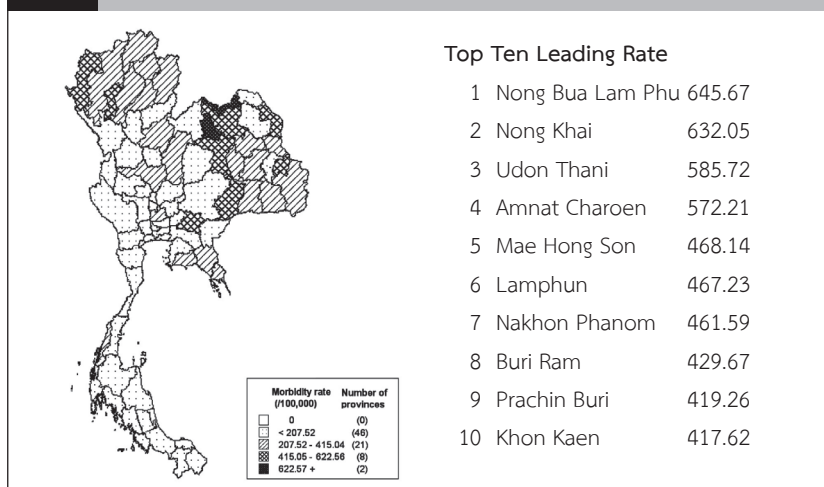 Top Ten Leading Rate
1 Nong Bua Lam Phu 645.67
2 Nong Khai 632.05
3 Udon Thani 585.72
4 Amnat Charoen 572.21
5 Mae Hong Son 468.14
6 Lamphun 467.23
7 Nakhon Phanom 461.59
8 Buri Ram 429.67
9 Prachin Buri 419.26
10 Khon Kaen 417.62
Morbidity rate Number of
(/100,000) provinces
0 (0)
< 207.52 (46)
207.52 - 415.04 (21)
415.05 - 622.56 (8)
622.57 + (2)